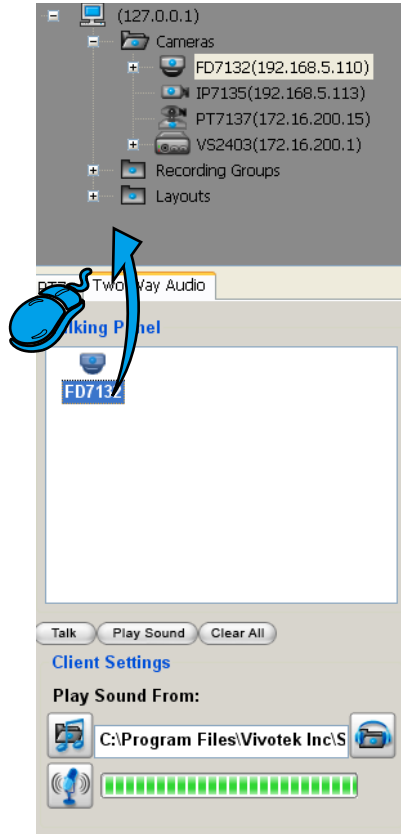 (127.0.0.1)
Cameras
FD7132(192.168.5.110)
IP7135(192.168.5.113)
PT7137(172.16.200.15)
VS2403(172.16.200.1)
Recording Groups
Layouts
Two Way Audio
Talking Panel
FD7132
Talk Play Sound Clear All
Client Settings
Play Sound From:
C:\Program Files\Vivotek Inc\S